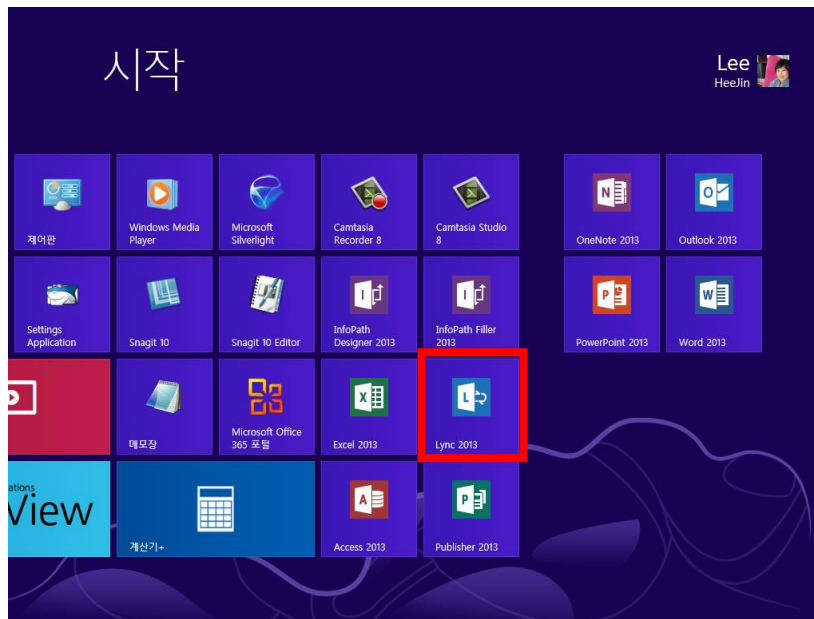 시작
Lee
HeeJin
제어판
Windows Media
Player
Microsoft
Silverlight
Camtasia
Recorder 8
Camtasia Studio
8
OneNote 2013
Outlook 2013
Settings
Application
Snagit 10
Snagit 10 Editor
InfoPath
Designer 2013
InfoPath Filler
2013
PowerPoint 2013
Word 2013
메모장
Microsoft Office
365 포털
Excel 2013
Lync 2013
ations
View
계산기+
Access 2013
Publisher 2013